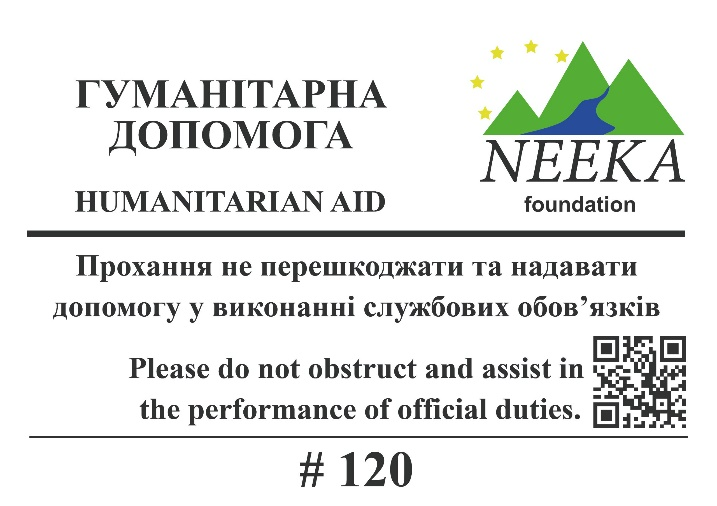 ГУМАНІТАРНА
ДОПОМОГА
HUMANITARIAN AID
NEEKA
foundation
Прохання не перешкоджати та надавати
допомогу у виконанні службових обов’язків
Please do not obstruct and assist in
the performance of official duties.
# 120